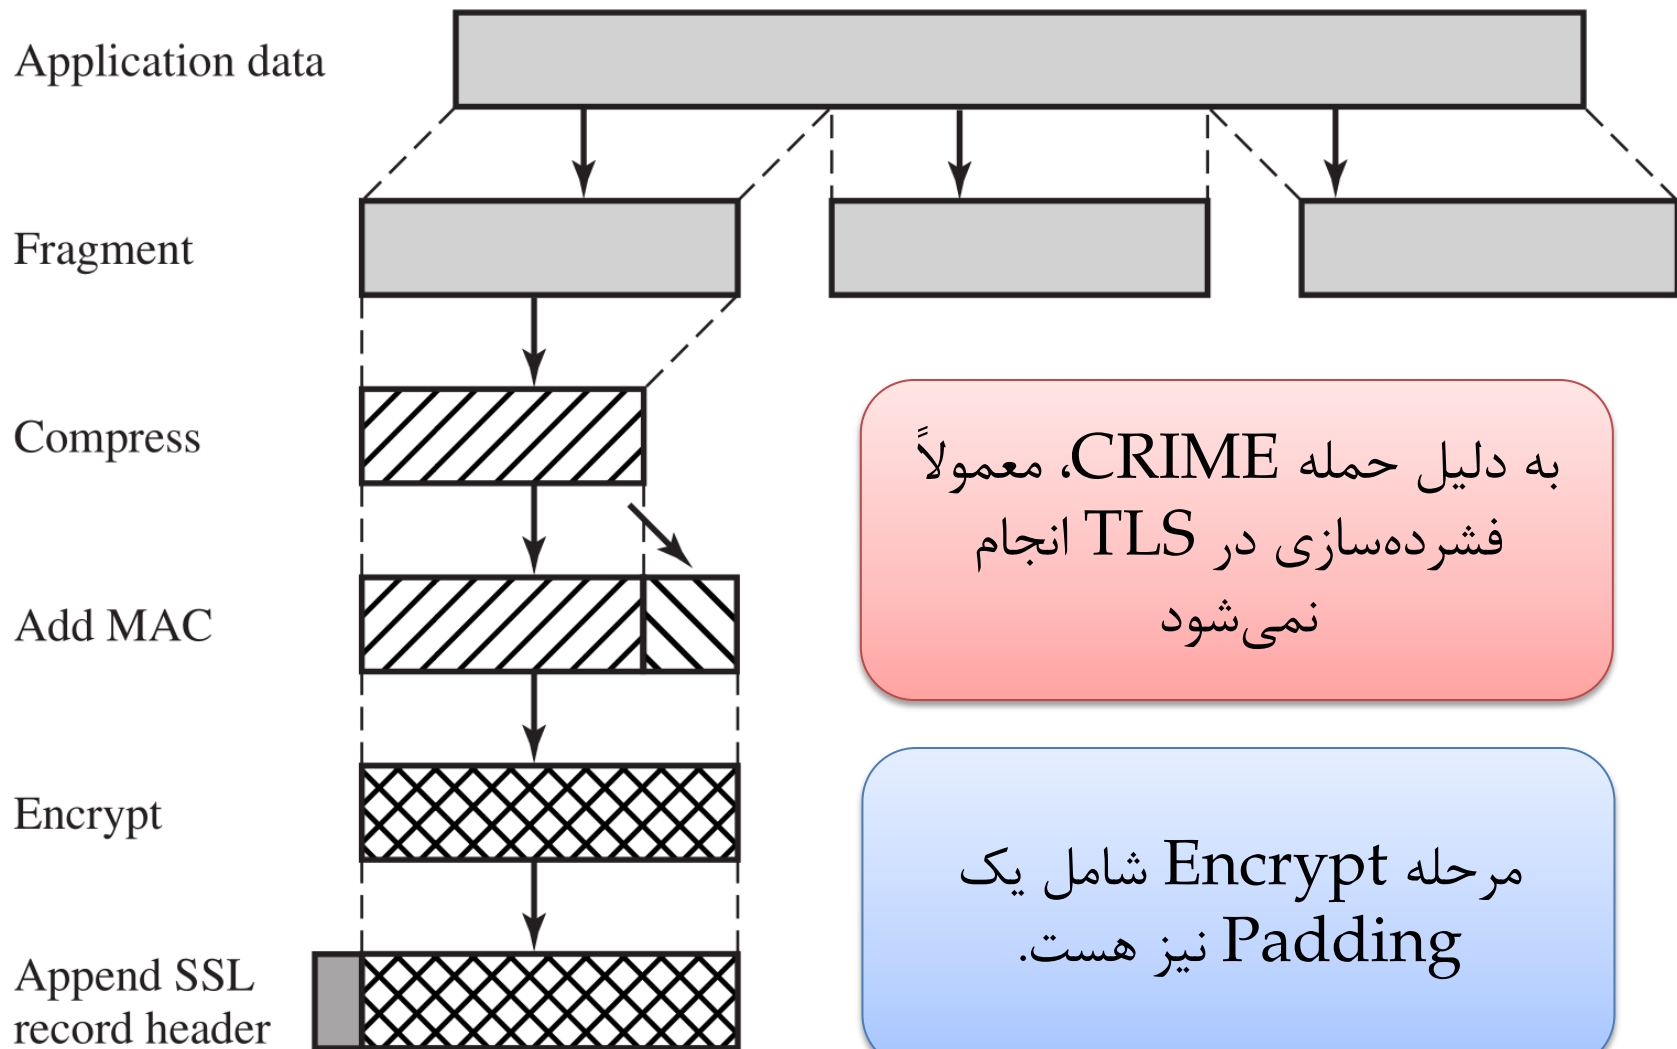 Application data
Fragment
Compress
Add MAC
Encrypt
Append SSL
record header
به دلیل حمله CRIME، معمولاً
فشرده‌سازی در TLS انجام
نمی‌شود
مرحله Encrypt شامل یک
Padding نیز هست.